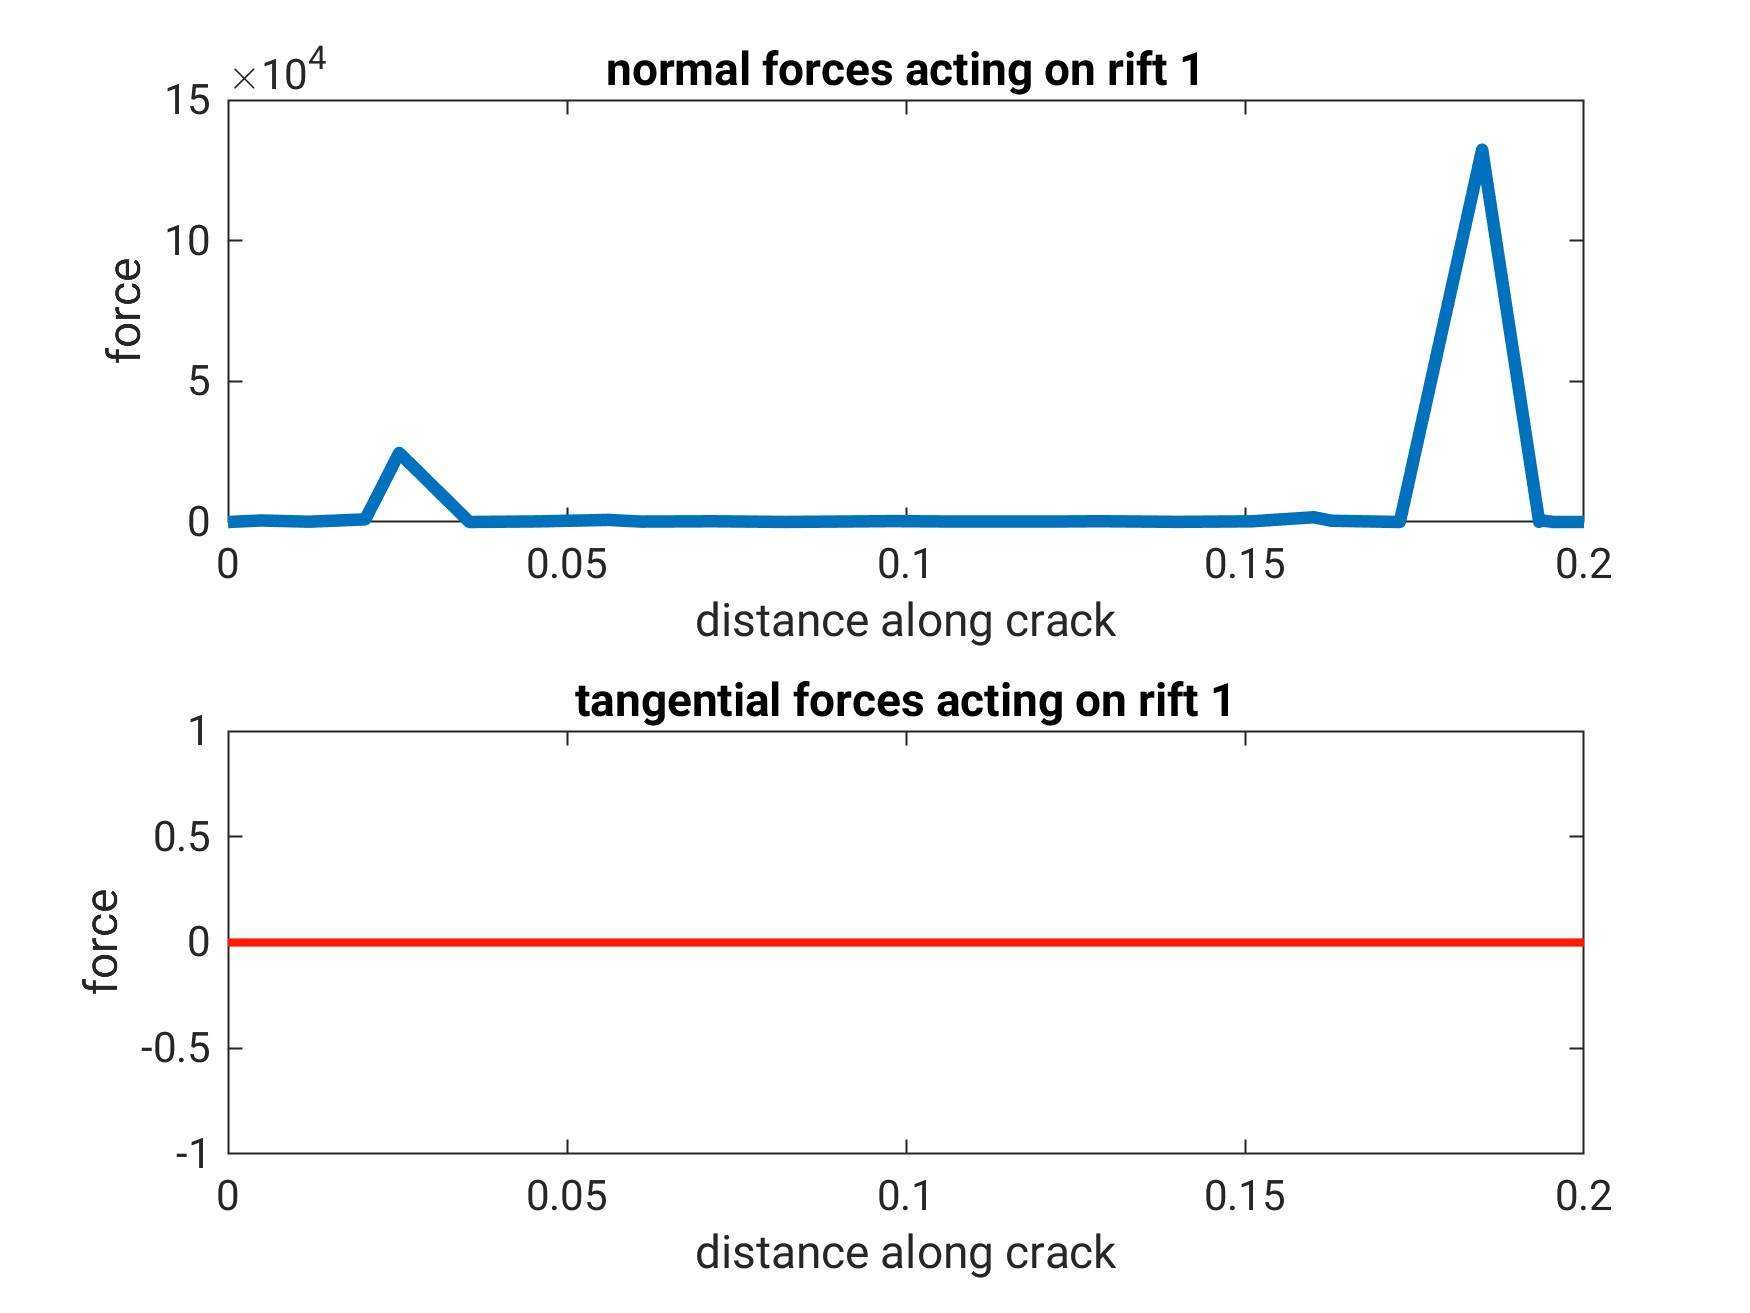 ×10⁴
normal forces acting on rift 1
15
10
5
0
force
0 0.05 0.1 0.15 0.2
distance along crack
tangential forces acting on rift 1
1
0.5
0
-0.5
-1
force
0 0.05 0.1 0.15 0.2
distance along crack